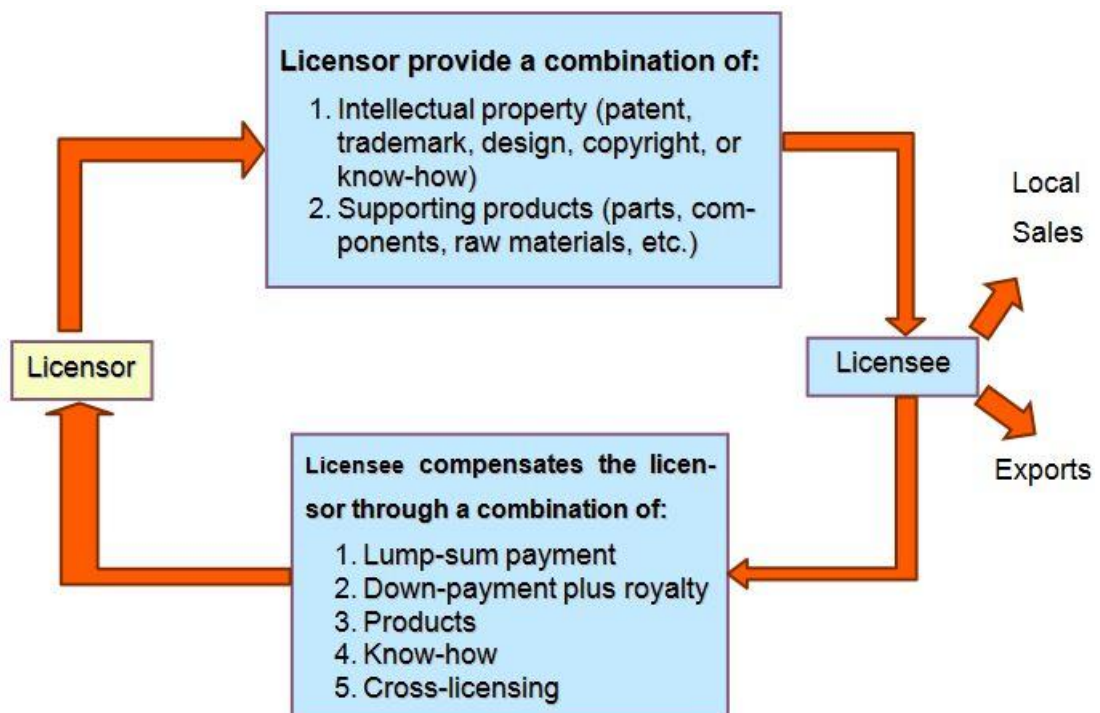 Licensor provide a combination of:
1. Intellectual property (patent,
trademark, design, copyright, or
know-how)
2. Supporting products (parts, com-
ponents, raw materials, etc.)
Local
Sales
Licensor
Licensee
Exports
Licensee compensates the licen-
sor through a combination of:
1. Lump-sum payment
2. Down-payment plus royalty
3. Products
4. Know-how
5. Cross-licensing